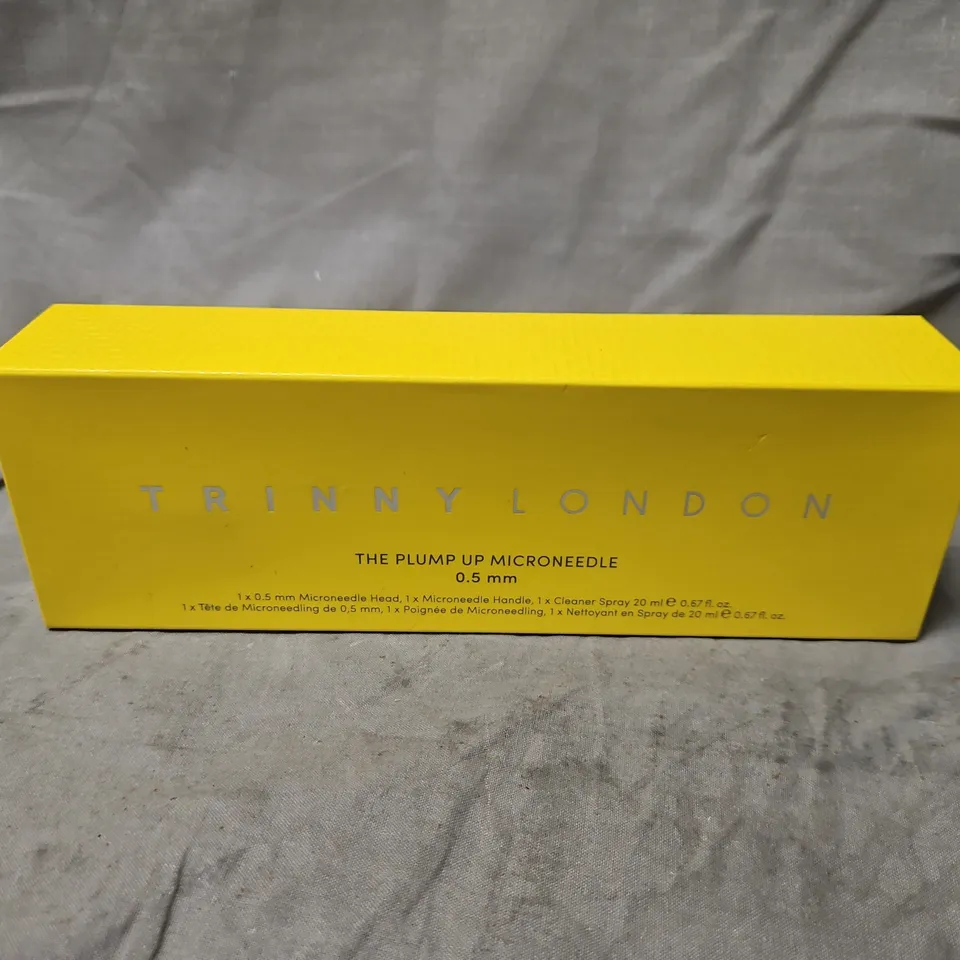 TRINNY LONDON
THE PLUMP UP MICRONEEDLE
0.5 mm
1 x 0.5 mm Microneedle Head, 1 x Microneedle Handle, 1 x Cleaner Spray 20 ml ℮ 0.67 fl. oz.
1 x Tête de Microneedling de 0,5 mm, 1 x Poignée de Microneedling, 1 x Nettoyant en Spray de 20 ml ℮ 0.67 fl. oz.